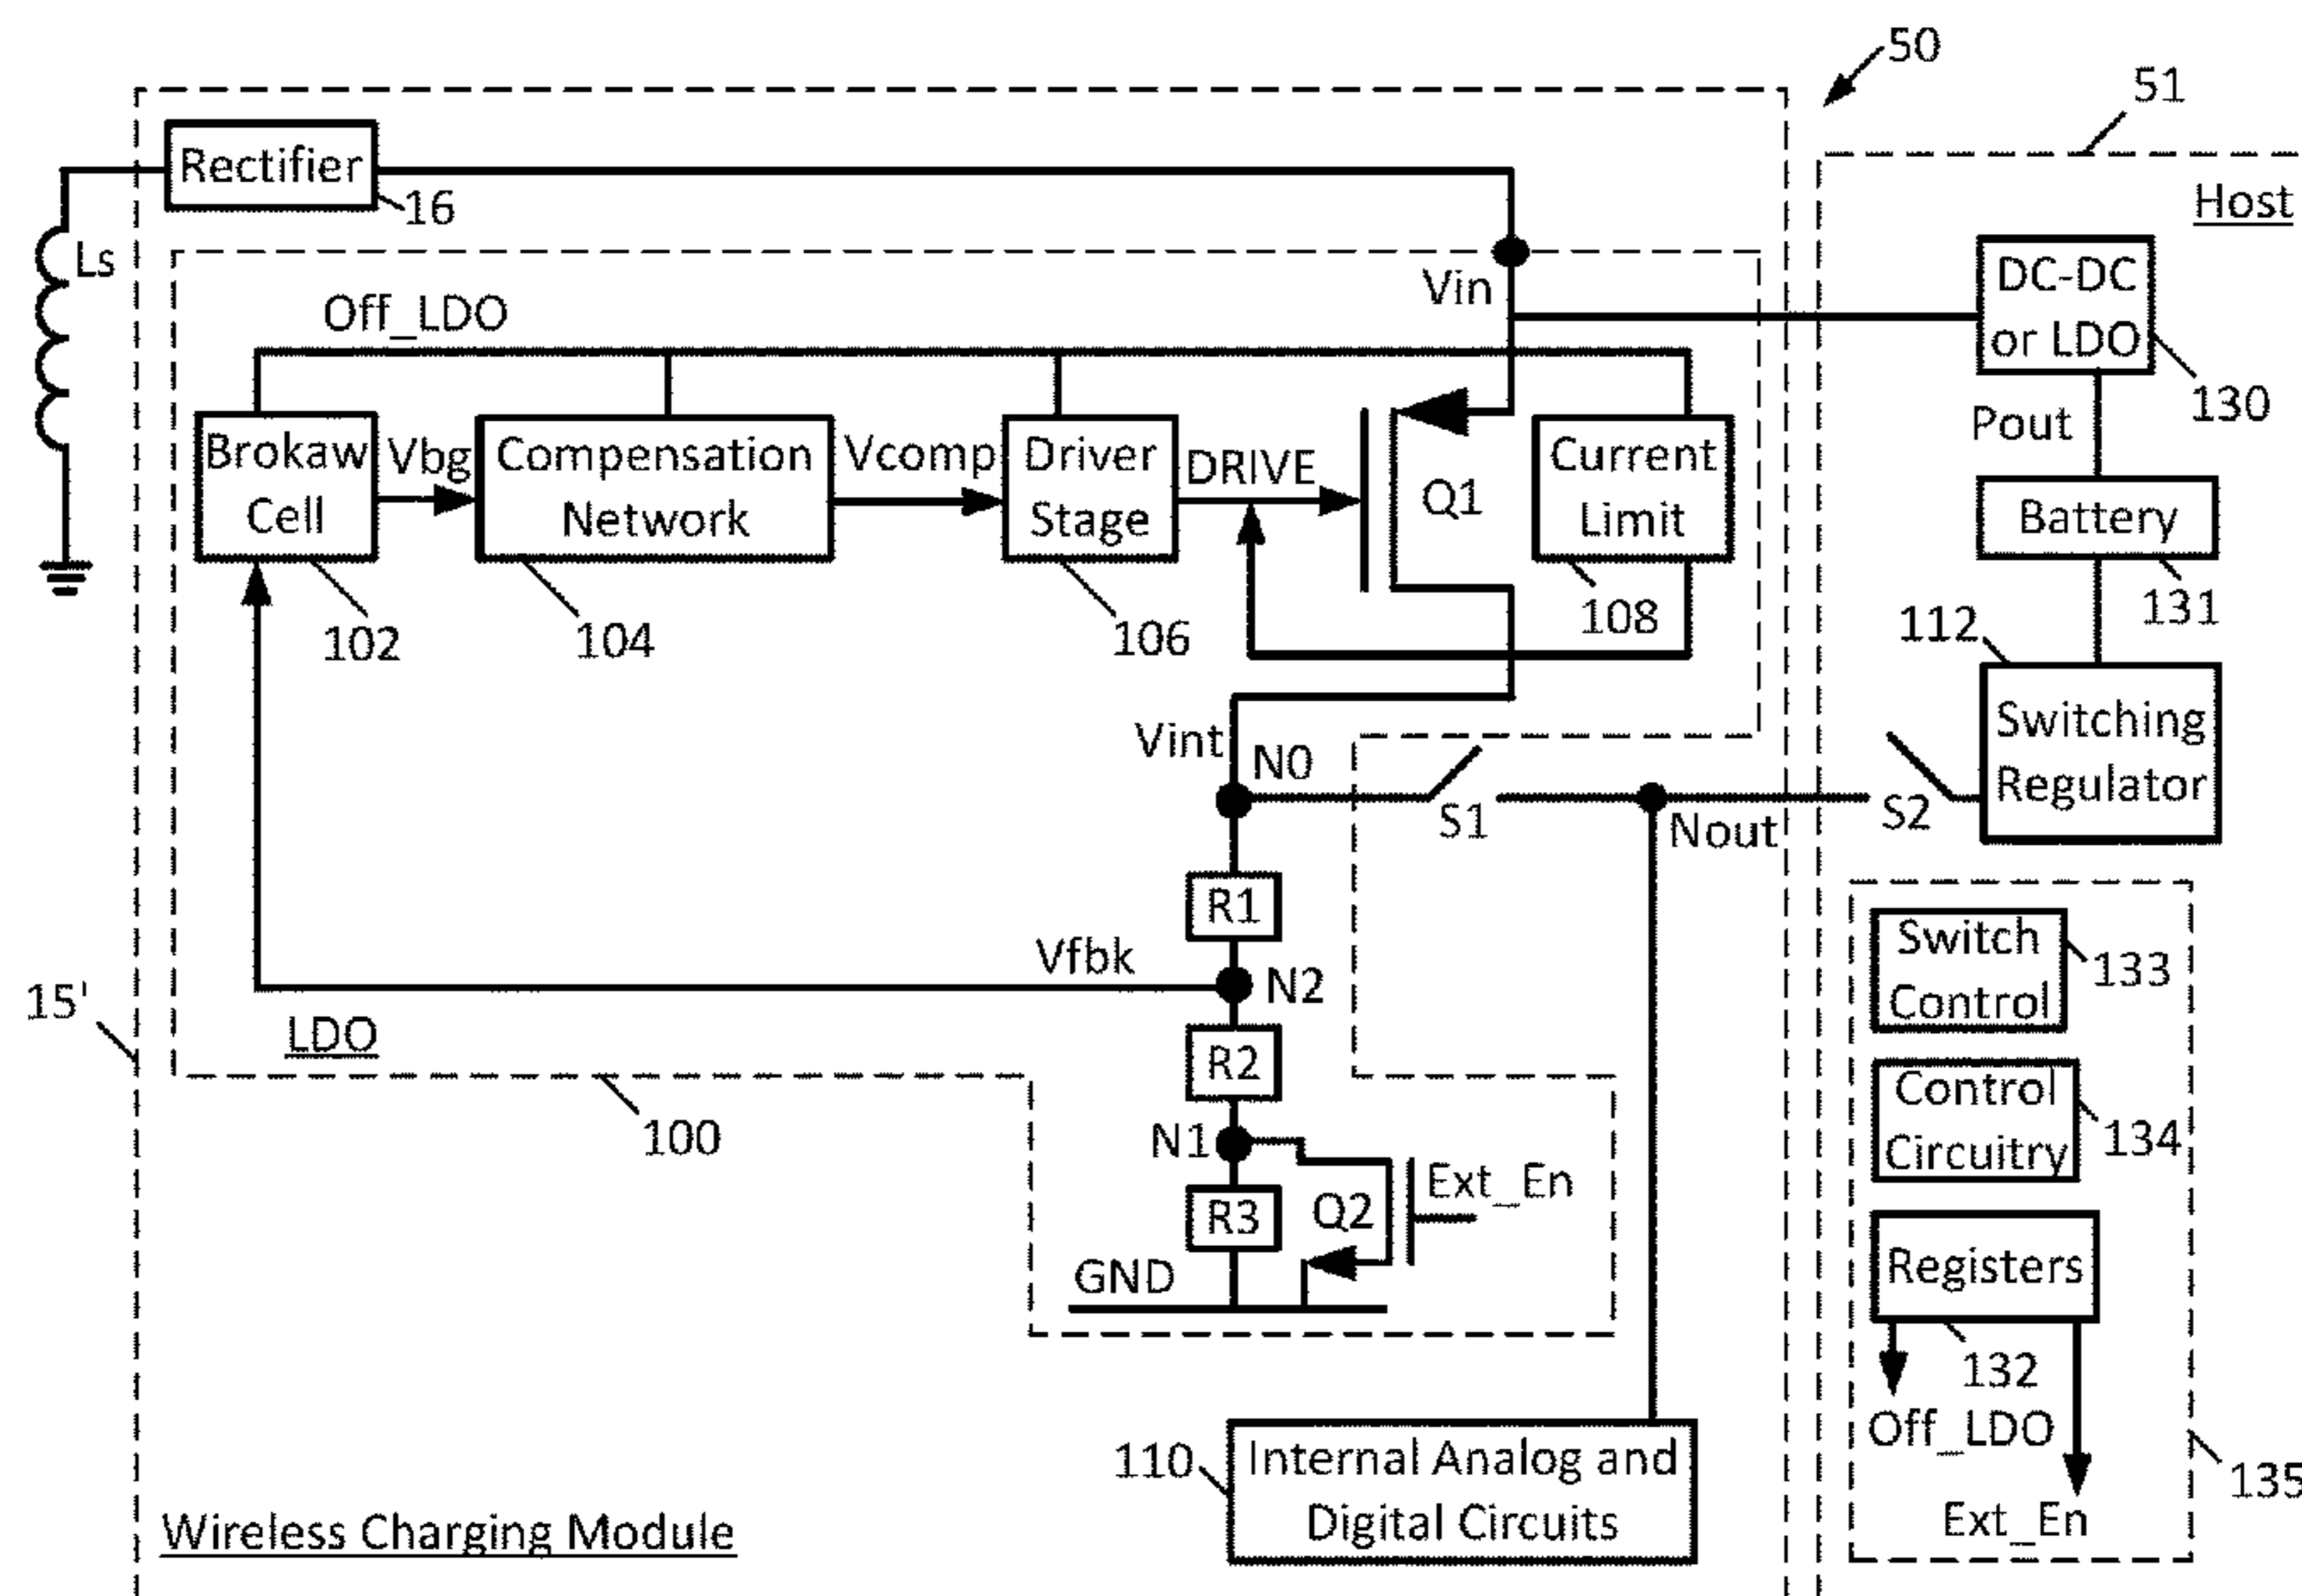 50
51
Rectifier
16
Host
Ls
Vin
DC-DC
or LDO
130
Off_LDO
Pout
Brokaw
Cell
Vbg
Compensation
Network
Vcomp
Driver
Stage
DRIVE
Q1
Current
Limit
Battery
131
102
104
106
108
112
Switching
Regulator
Vint
N0
S1
Nout
S2
R1
Vfbk
N2
Switch
Control
133
15'
LDO
R2
Control
Circuitry
134
100
N1
R3
Q2
Ext_En
GND
Registers
132
Off_LDO
Ext_En
135
110
Internal Analog and
Digital Circuits
Wireless Charging Module